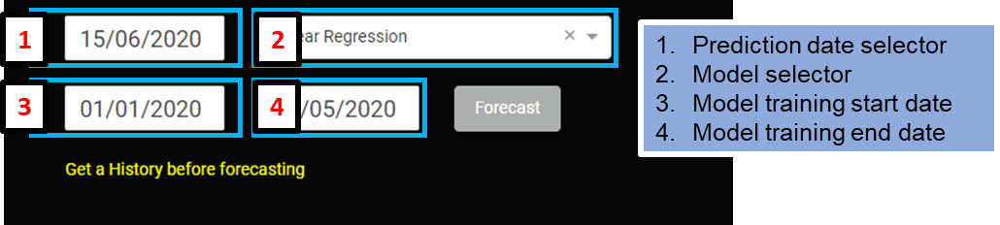 1 15/06/2020 2 ear Regression × 
3 01/01/2020 4 /05/2020 Forecast
Get a History before forecasting
1. Prediction date selector
2. Model selector
3. Model training start date
4. Model training end date